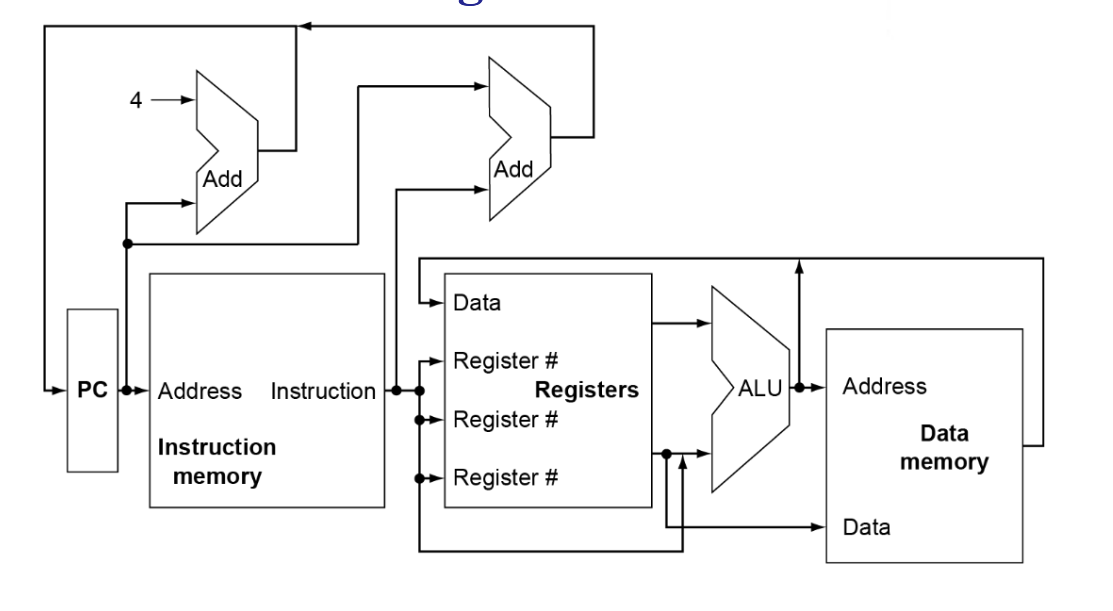 4
Add
Add
Data
Register #
PC
Address
Instruction
Registers
ALU
Address
Register #
Data
memory
Instruction
memory
Register #
Data